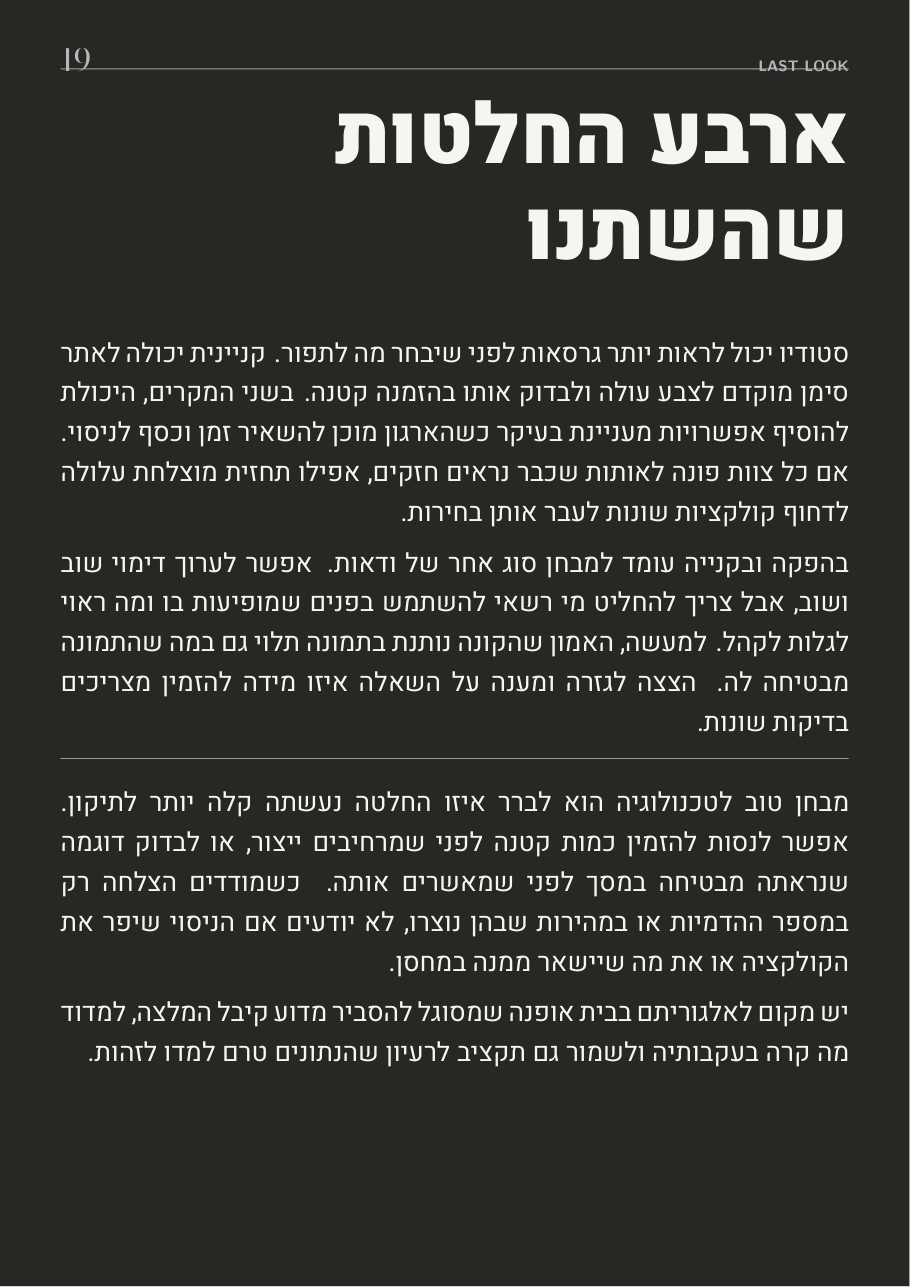 19
LAST LOOK
ארבע החלטות
שהשתנו
סטודיו יכול לראות יותר גרסאות לפני שיבחר מה לתפור. קניינית יכולה לאתר
סימן מוקדם לצבע עולה ולבדוק אותו בהזמנה קטנה. בשני המקרים, היכולת
להוסיף אפשרויות מעניינת בעיקר כשהארגון מוכן להשאיר זמן וכסף לניסוי.
אם כל צוות פונה לאותות שכבר נראים חזקים, אפילו תחזית מוצלחת עלולה
לדחוף קולקציות שונות לעבר אותן בחירות.
בהפקה ובקנייה עומד למבחן סוג אחר של ודאות. אפשר לערוך דימוי שוב
ושוב, אבל צריך להחליט מי רשאי להשתמש בפנים שמופיעות בו ומה ראוי
לגלות לקהל. למעשה, האמון שהקונה נותנת בתמונה תלוי גם במה שהתמונה
מבטיחה לה. הצצה לגזרה ומענה על השאלה איזו מידה להזמין מצריכים
בדיקות שונות.
מבחן טוב לטכנולוגיה הוא לברר איזו החלטה נעשתה קלה יותר לתיקון.
אפשר לנסות להזמין כמות קטנה לפני שמרחיבים ייצור, או לבדוק דוגמה
שנראתה מבטיחה במסך לפני שמאשרים אותה. כשמודדים הצלחה רק
במספר ההדמיות או במהירות שבהן נוצרו, לא יודעים אם הניסוי שיפר את
הקולקציה או את מה שיישאר ממנה במחסן.
יש מקום לאלגוריתם בבית אופנה שמסוגל להסביר מדוע קיבל המלצה, למדוד
מה קרה בעקבותיה ולשמור גם תקציב לרעיון שהנתונים טרם למדו לזהות.